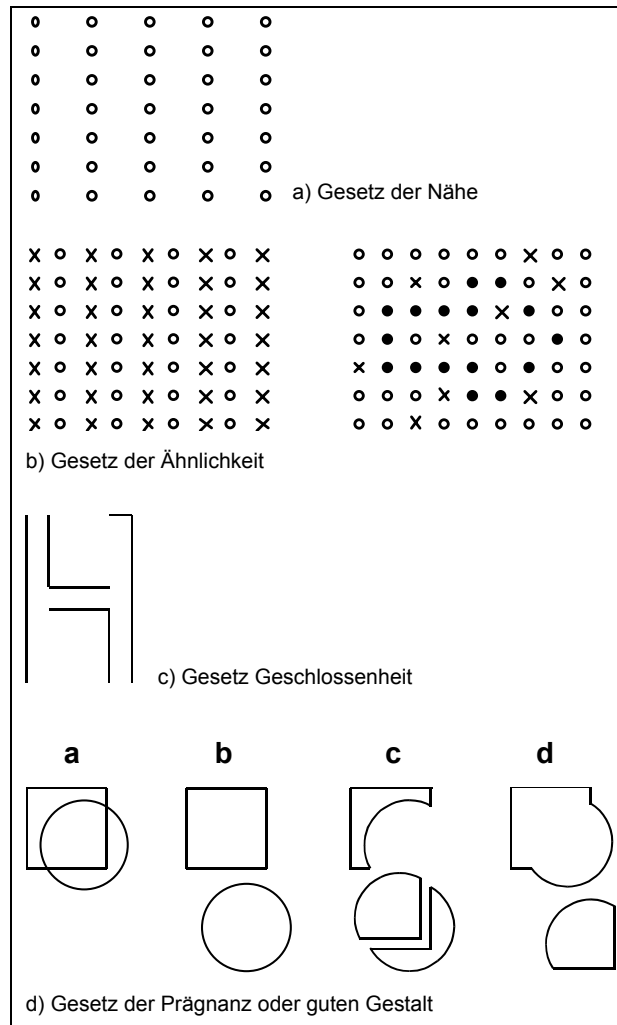 a) Gesetz der Nähe
b) Gesetz der Ähnlichkeit
c) Gesetz Geschlossenheit
a b c d
d) Gesetz der Prägnanz oder guten Gestalt